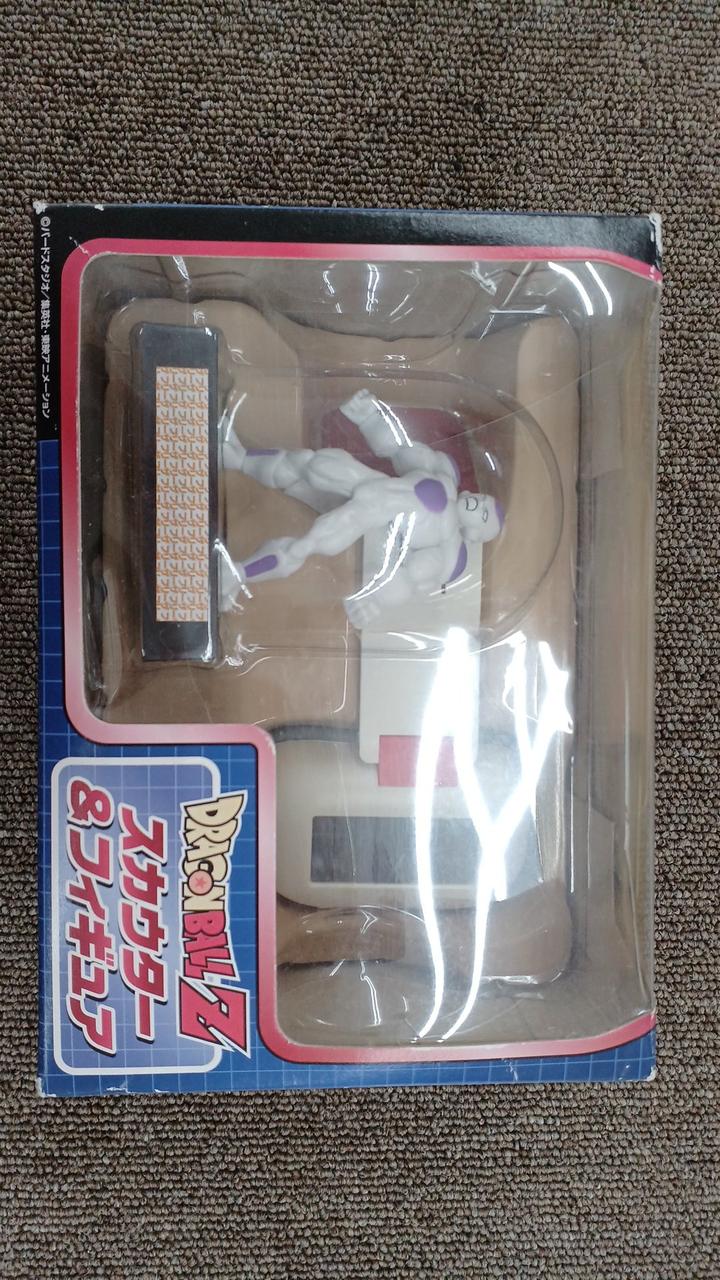 ©バードスタジオ/集英社・東映アニメーション
DRAGON BALL Z
スカウター
&フィギュア